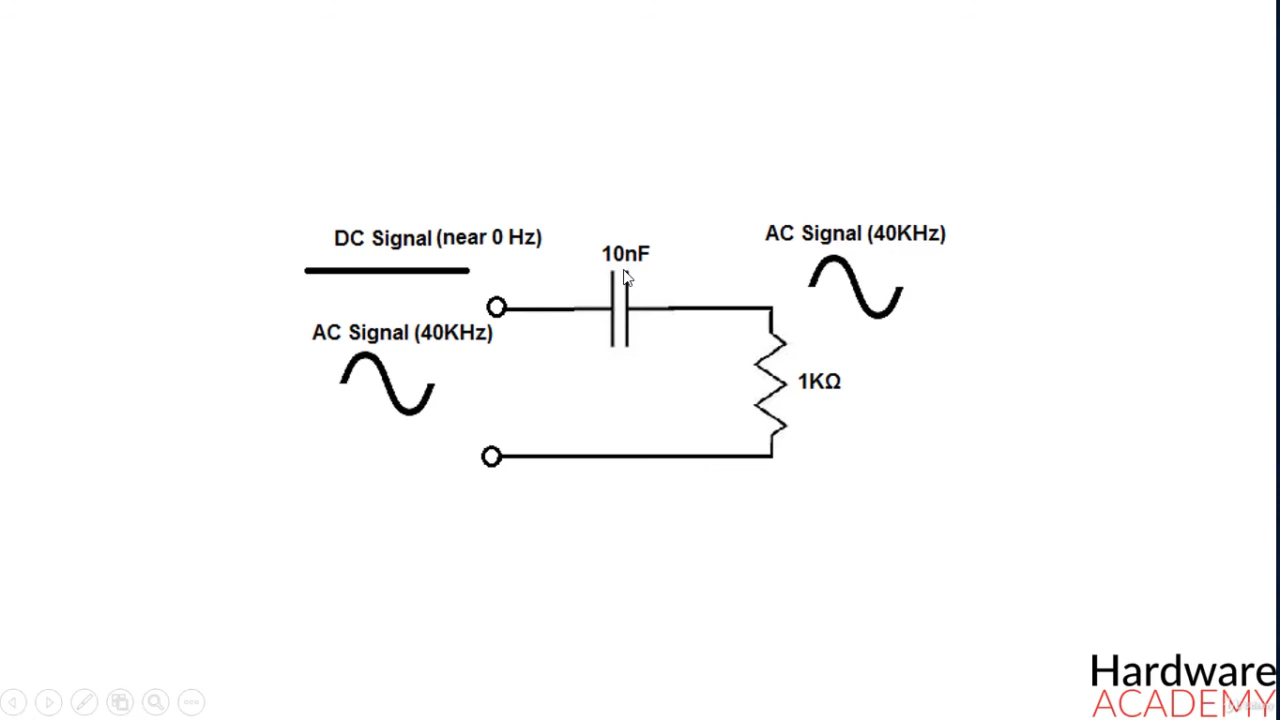 DC Signal (near 0 Hz)
10nF
AC Signal (40KHz)
AC Signal (40KHz)
1KΩ
Hardware
ACADEMY